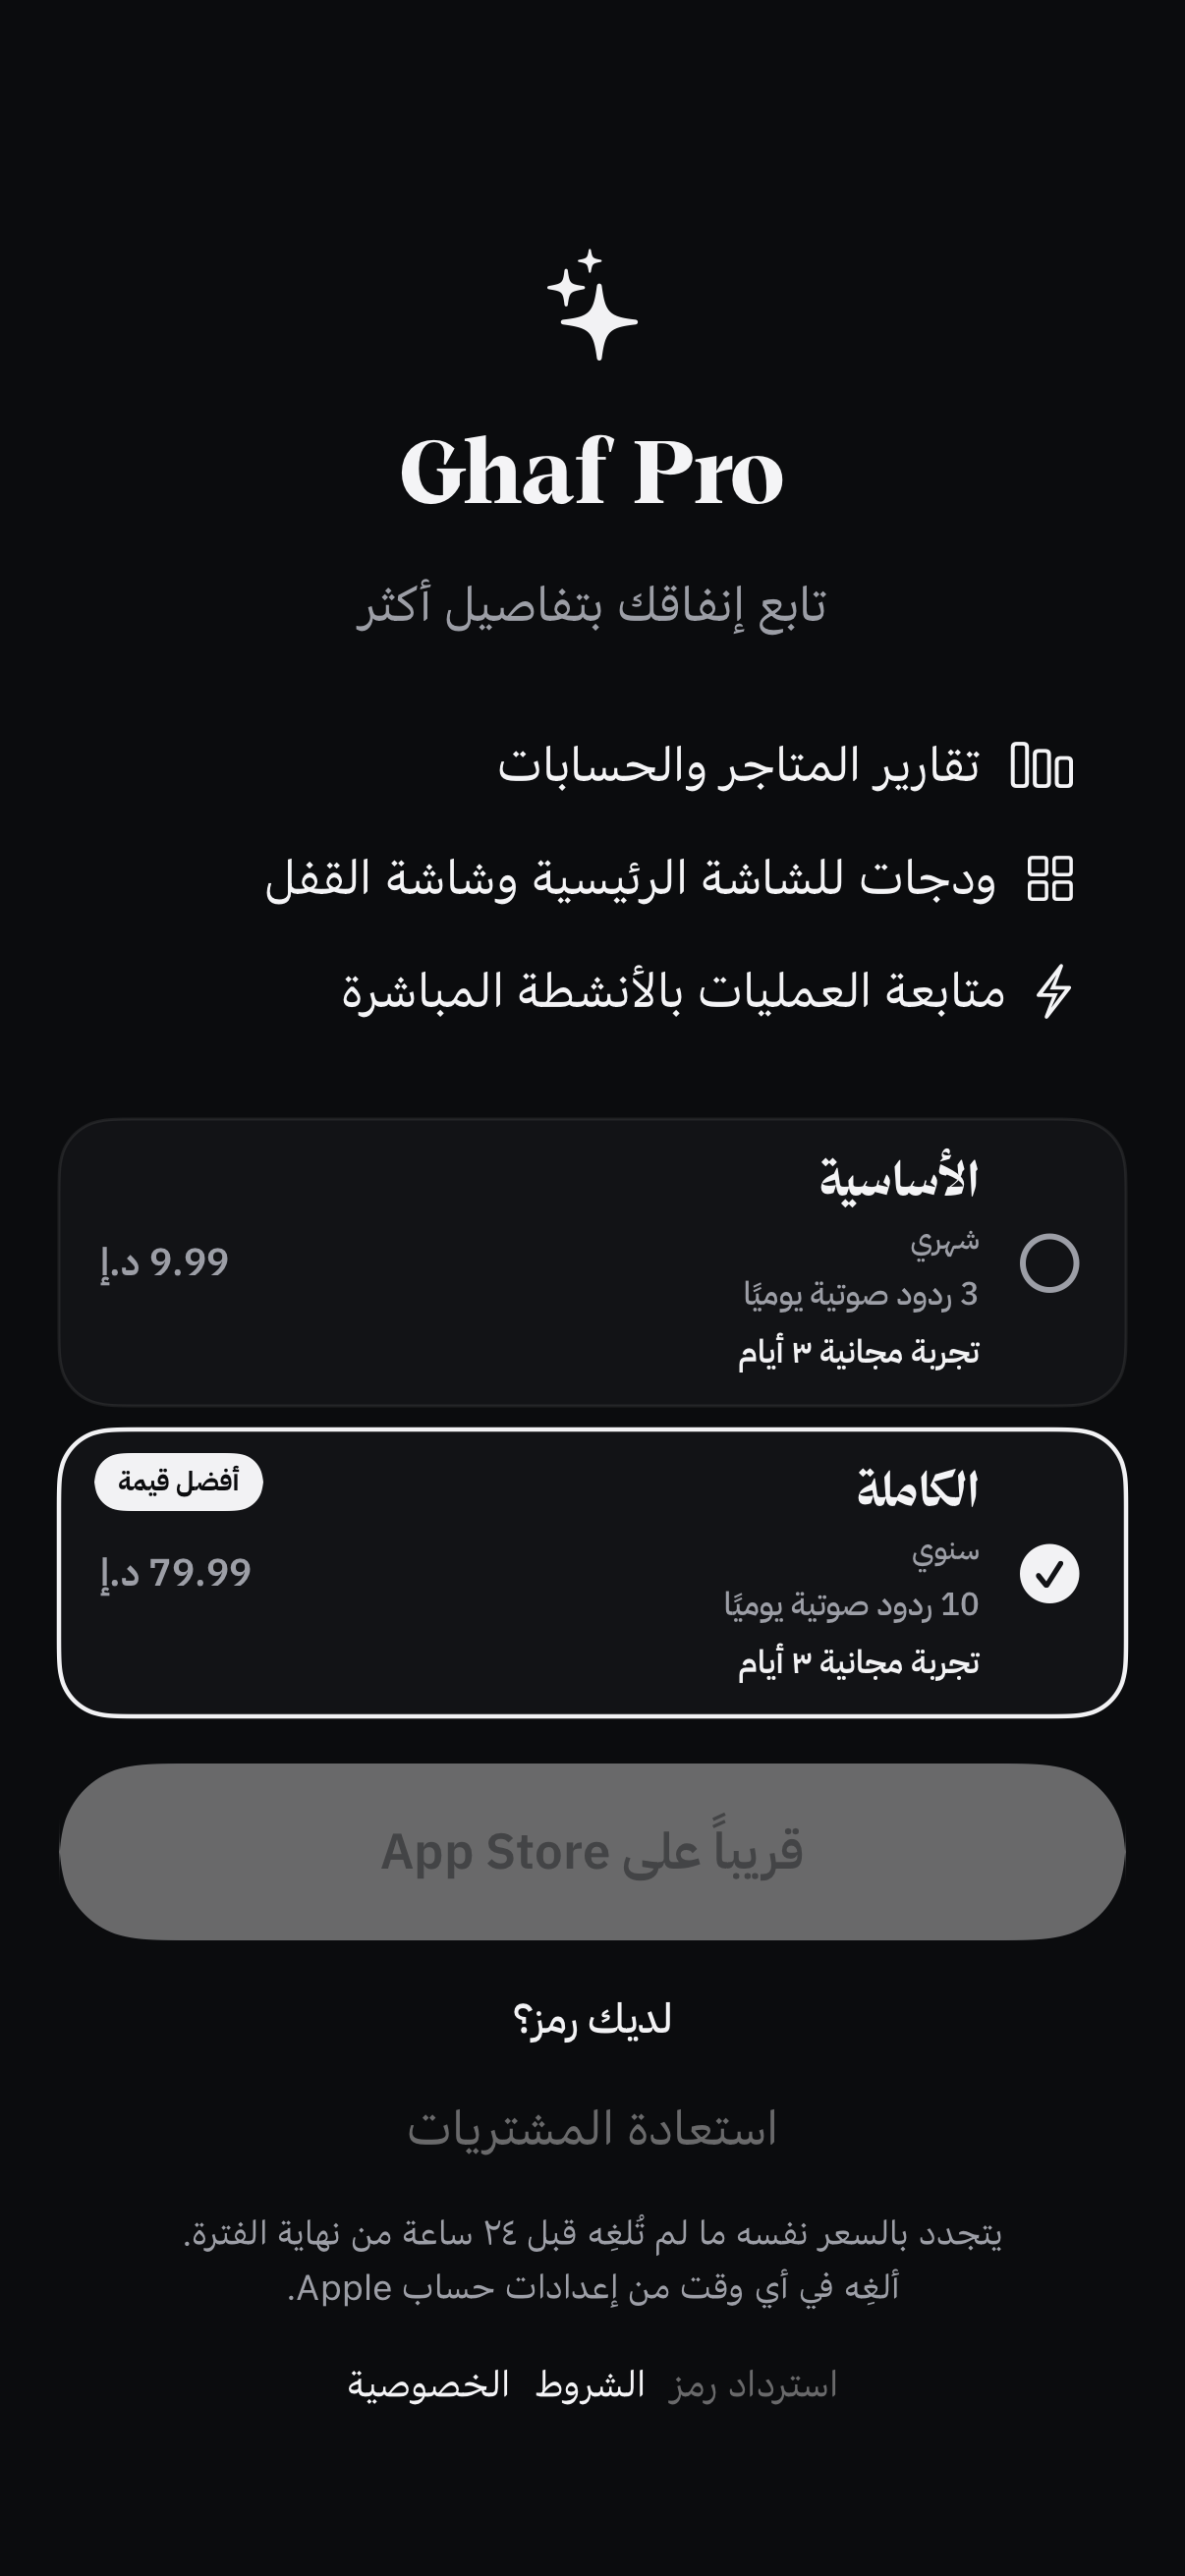 Ghaf Pro
تابع إنفاقك بتفاصيل أكثر
تقارير المتاجر والحسابات
ودجات للشاشة الرئيسية وشاشة القفل
متابعة العمليات بالأنشطة المباشرة
الأساسية
شهري
3 ردود صوتية يوميًا
تجربة مجانية ٣ أيام
9.99 د.إ
الكاملة
أفضل قيمة
سنوي
10 ردود صوتية يوميًا
تجربة مجانية ٣ أيام
79.99 د.إ
قريباً على App Store
لديك رمز؟
استعادة المشتريات
يتجدد بالسعر نفسه ما لم تُلغِه قبل ٢٤ ساعة من نهاية الفترة.
ألغِه في أي وقت من إعدادات حساب Apple.
استرداد رمز الشروط الخصوصية